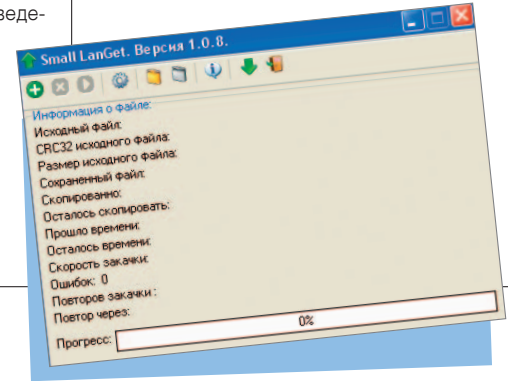 веде-
Small LanGet. Версия 1.0.8.
Информация о файле:
Исходный файл:
CRC32 исходного файла:
Размер исходного файла:
Сохраненный файл:
Скопированно:
Осталось скопировать:
Прошло времени:
Осталось времени:
Скорость закачки:
Ошибок: 0
Повторов закачки :
Повтор через:
Прогресс: 0%